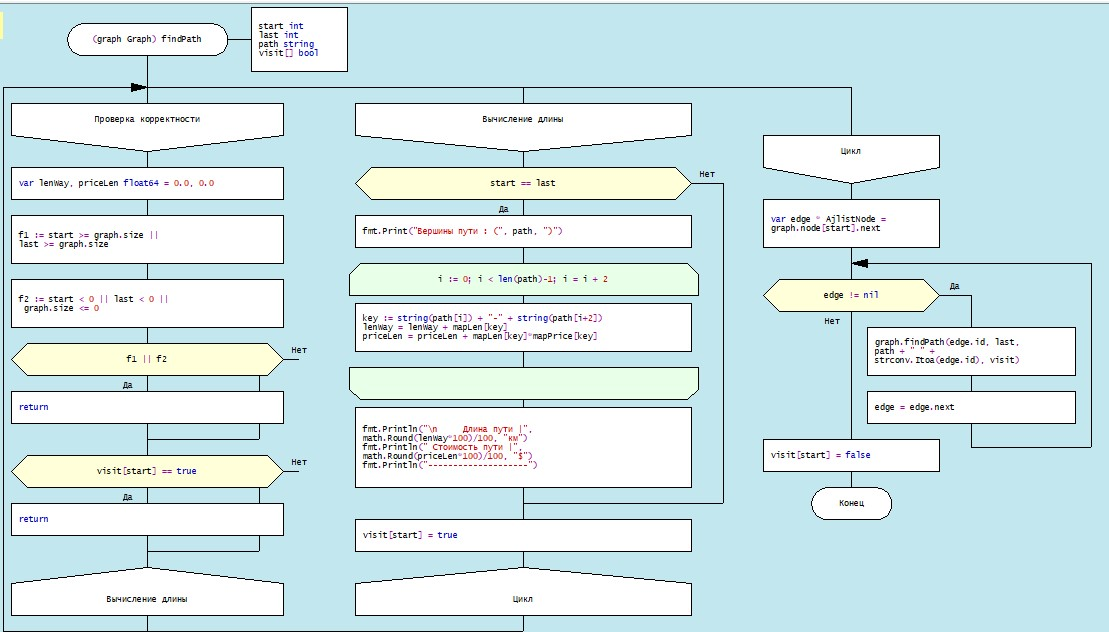 (graph Graph) findPath
start int
last int
path string
visit[] bool
Проверка корректности
var lenWay, priceLen float64 = 0.0, 0.0
f1 := start >= graph.size ||
last >= graph.size
f2 := start < 0 || last < 0 ||
graph.size <= 0
f1 || f2
Нет
Да
return
visit[start] == true
Нет
Да
return
Вычисление длины
Вычисление длины
start == last
Нет
Да
fmt.Print("Вершины пути : (", path, ")")
i := 0; i < len(path)-1; i = i + 2
key := string(path[i]) + "-" + string(path[i+2])
lenWay = lenWay + mapLen[key]
priceLen = priceLen + mapLen[key]*mapPrice[key]
fmt.Println("\n Длина пути |",
math.Round(lenWay*100)/100, "км")
fmt.Println(" Стоимость пути |",
math.Round(priceLen*100)/100, "$")
fmt.Println("--------------------")
visit[start] = true
Цикл
Цикл
var edge * AjlistNode =
graph.node[start].next
edge != nil
Да
Нет
graph.findPath(edge.id, last,
path + " " +
strconv.Itoa(edge.id), visit)
edge = edge.next
visit[start] = false
Конец